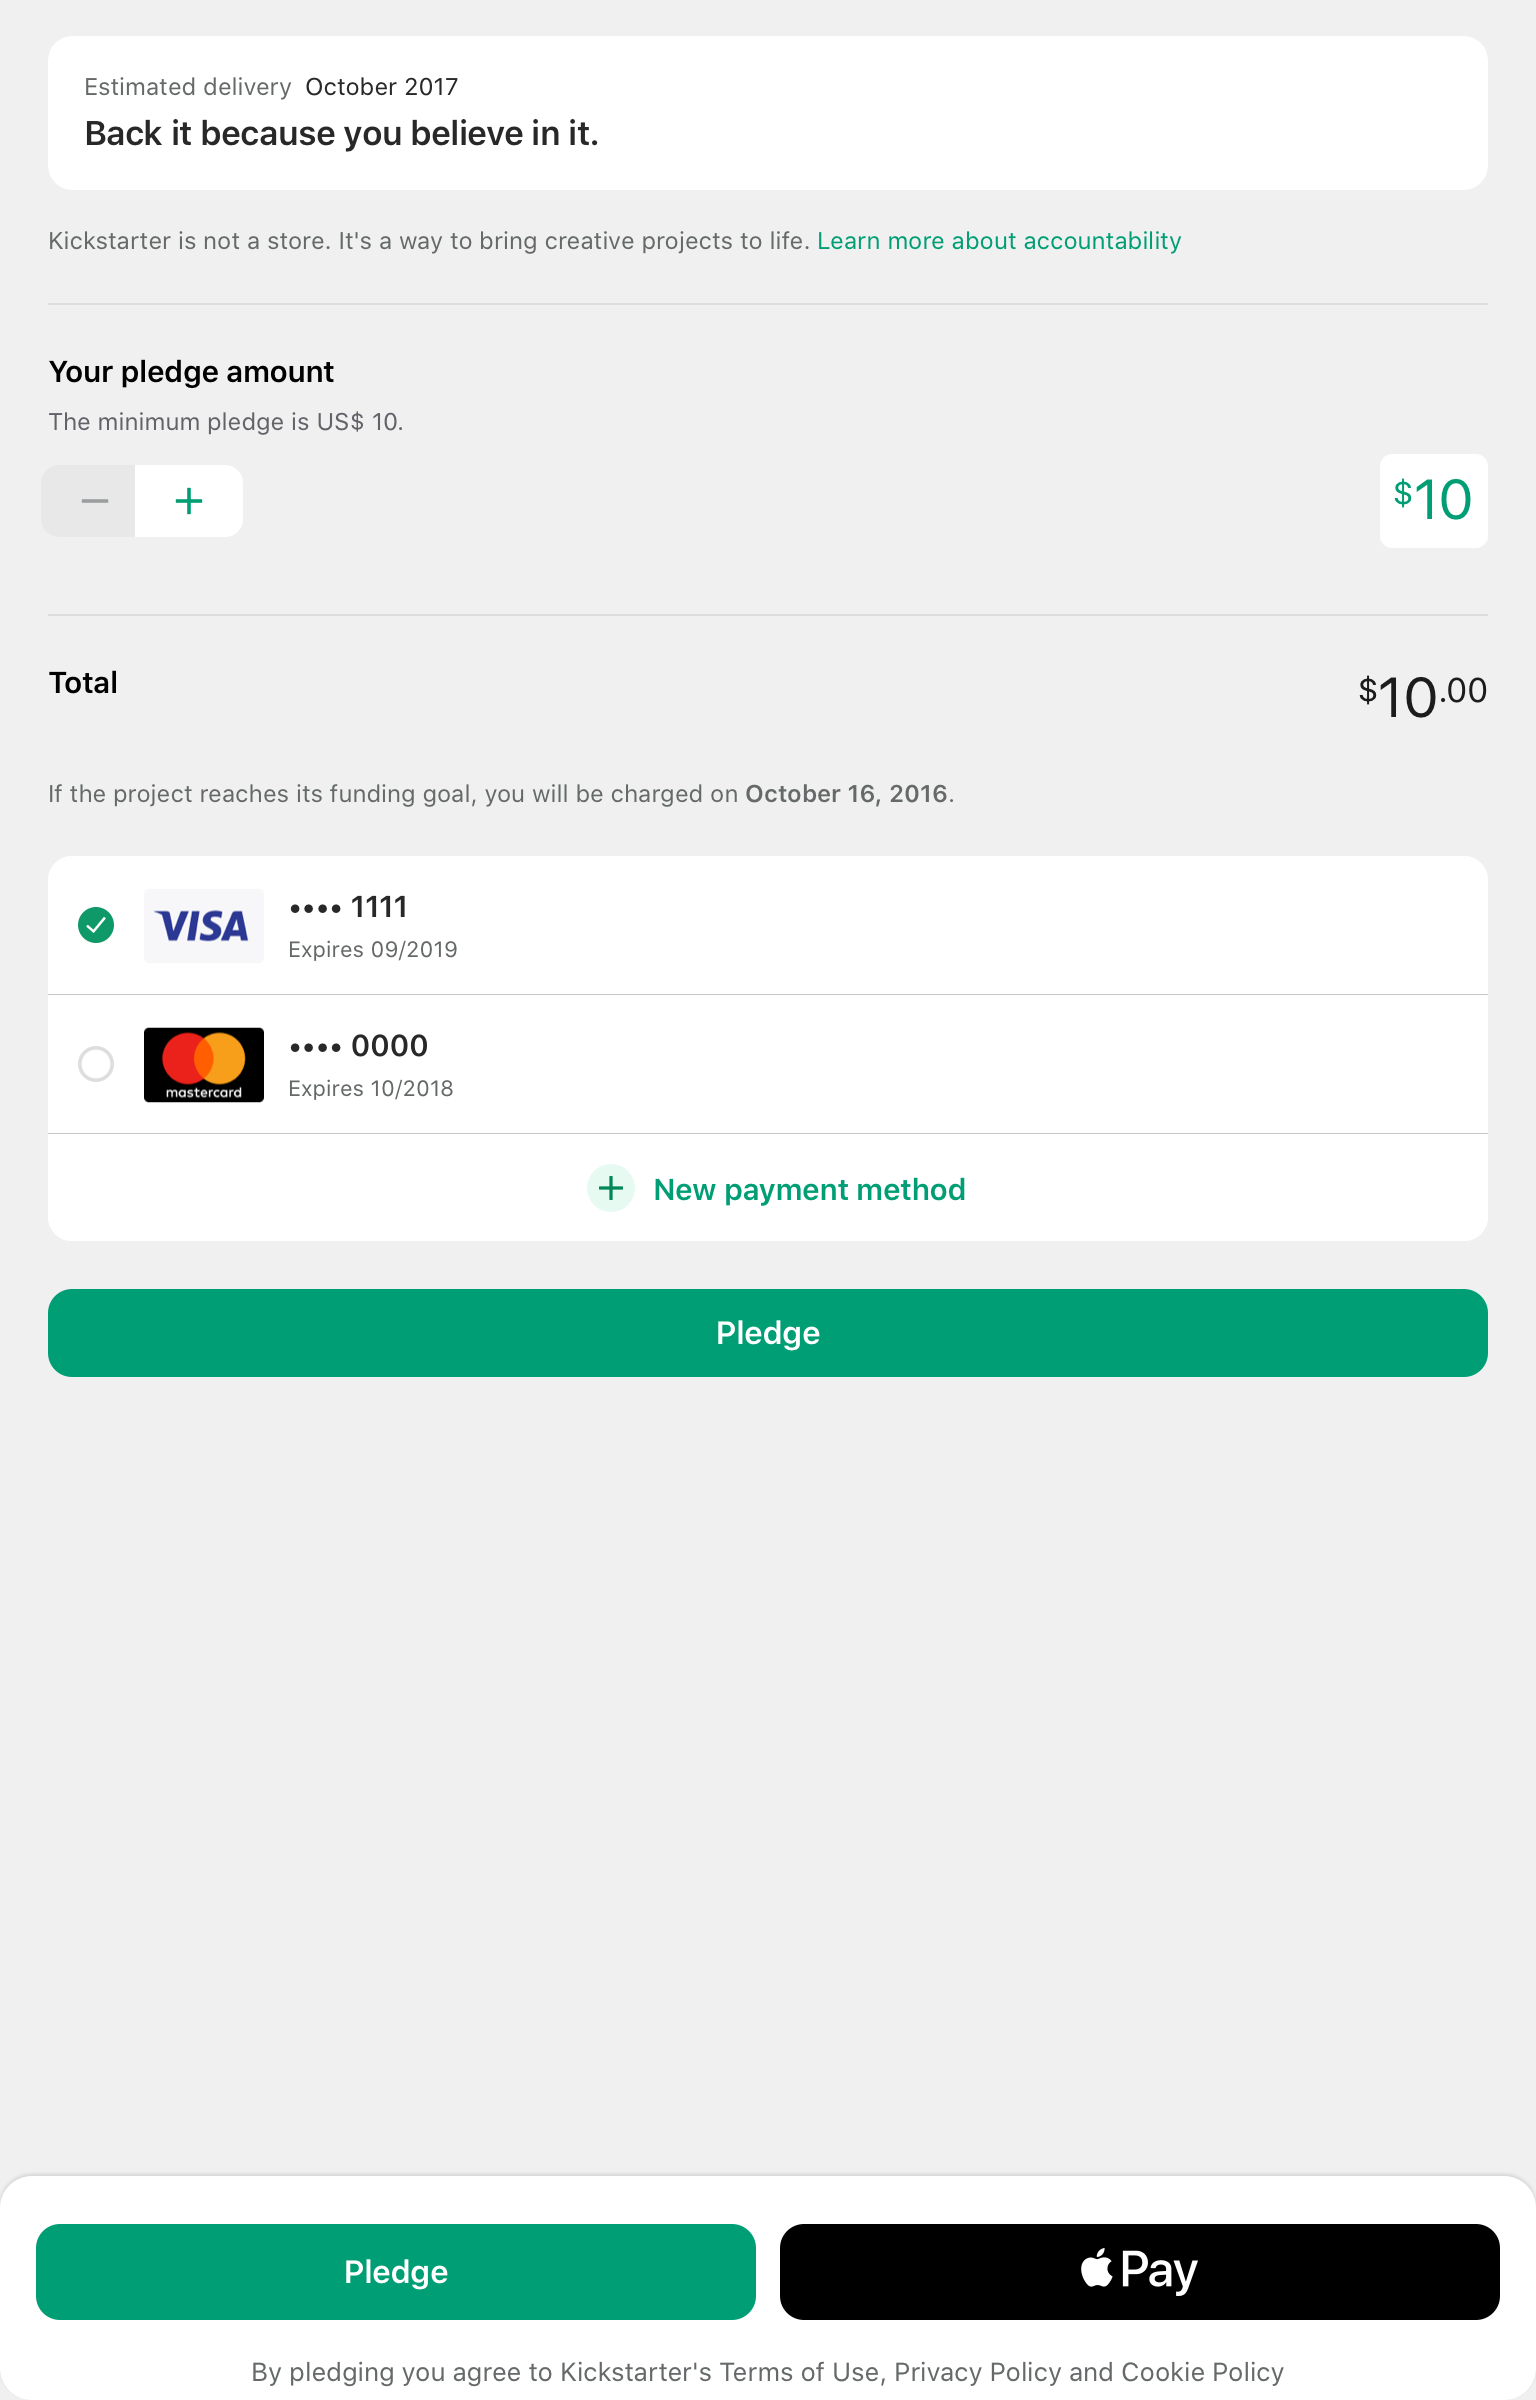 Estimated delivery October 2017
Back it because you believe in it.
Kickstarter is not a store. It's a way to bring creative projects to life. Learn more about accountability
Your pledge amount
The minimum pledge is US$ 10.
− + $10
Total $10.00
If the project reaches its funding goal, you will be charged on October 16, 2016.
VISA •••• 1111
Expires 09/2019
•••• 0000
mastercard Expires 10/2018
+ New payment method
Pledge
Pledge Pay
By pledging you agree to Kickstarter's Terms of Use, Privacy Policy and Cookie Policy